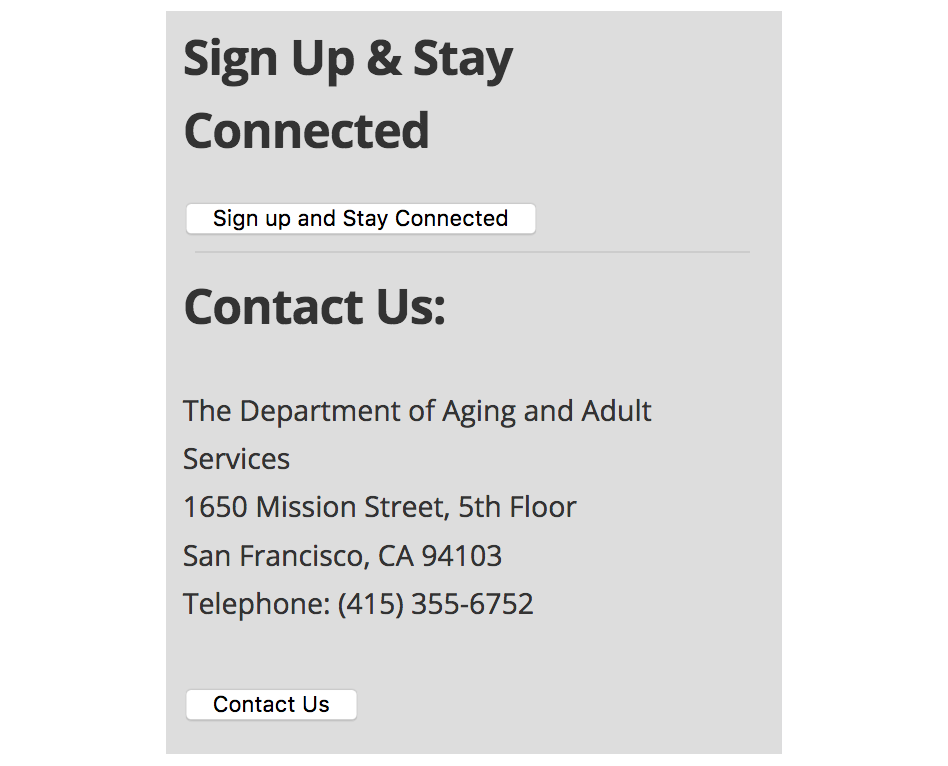 Sign Up & Stay
Connected
Sign up and Stay Connected
Contact Us:
The Department of Aging and Adult
Services
1650 Mission Street, 5th Floor
San Francisco, CA 94103
Telephone: (415) 355-6752
Contact Us